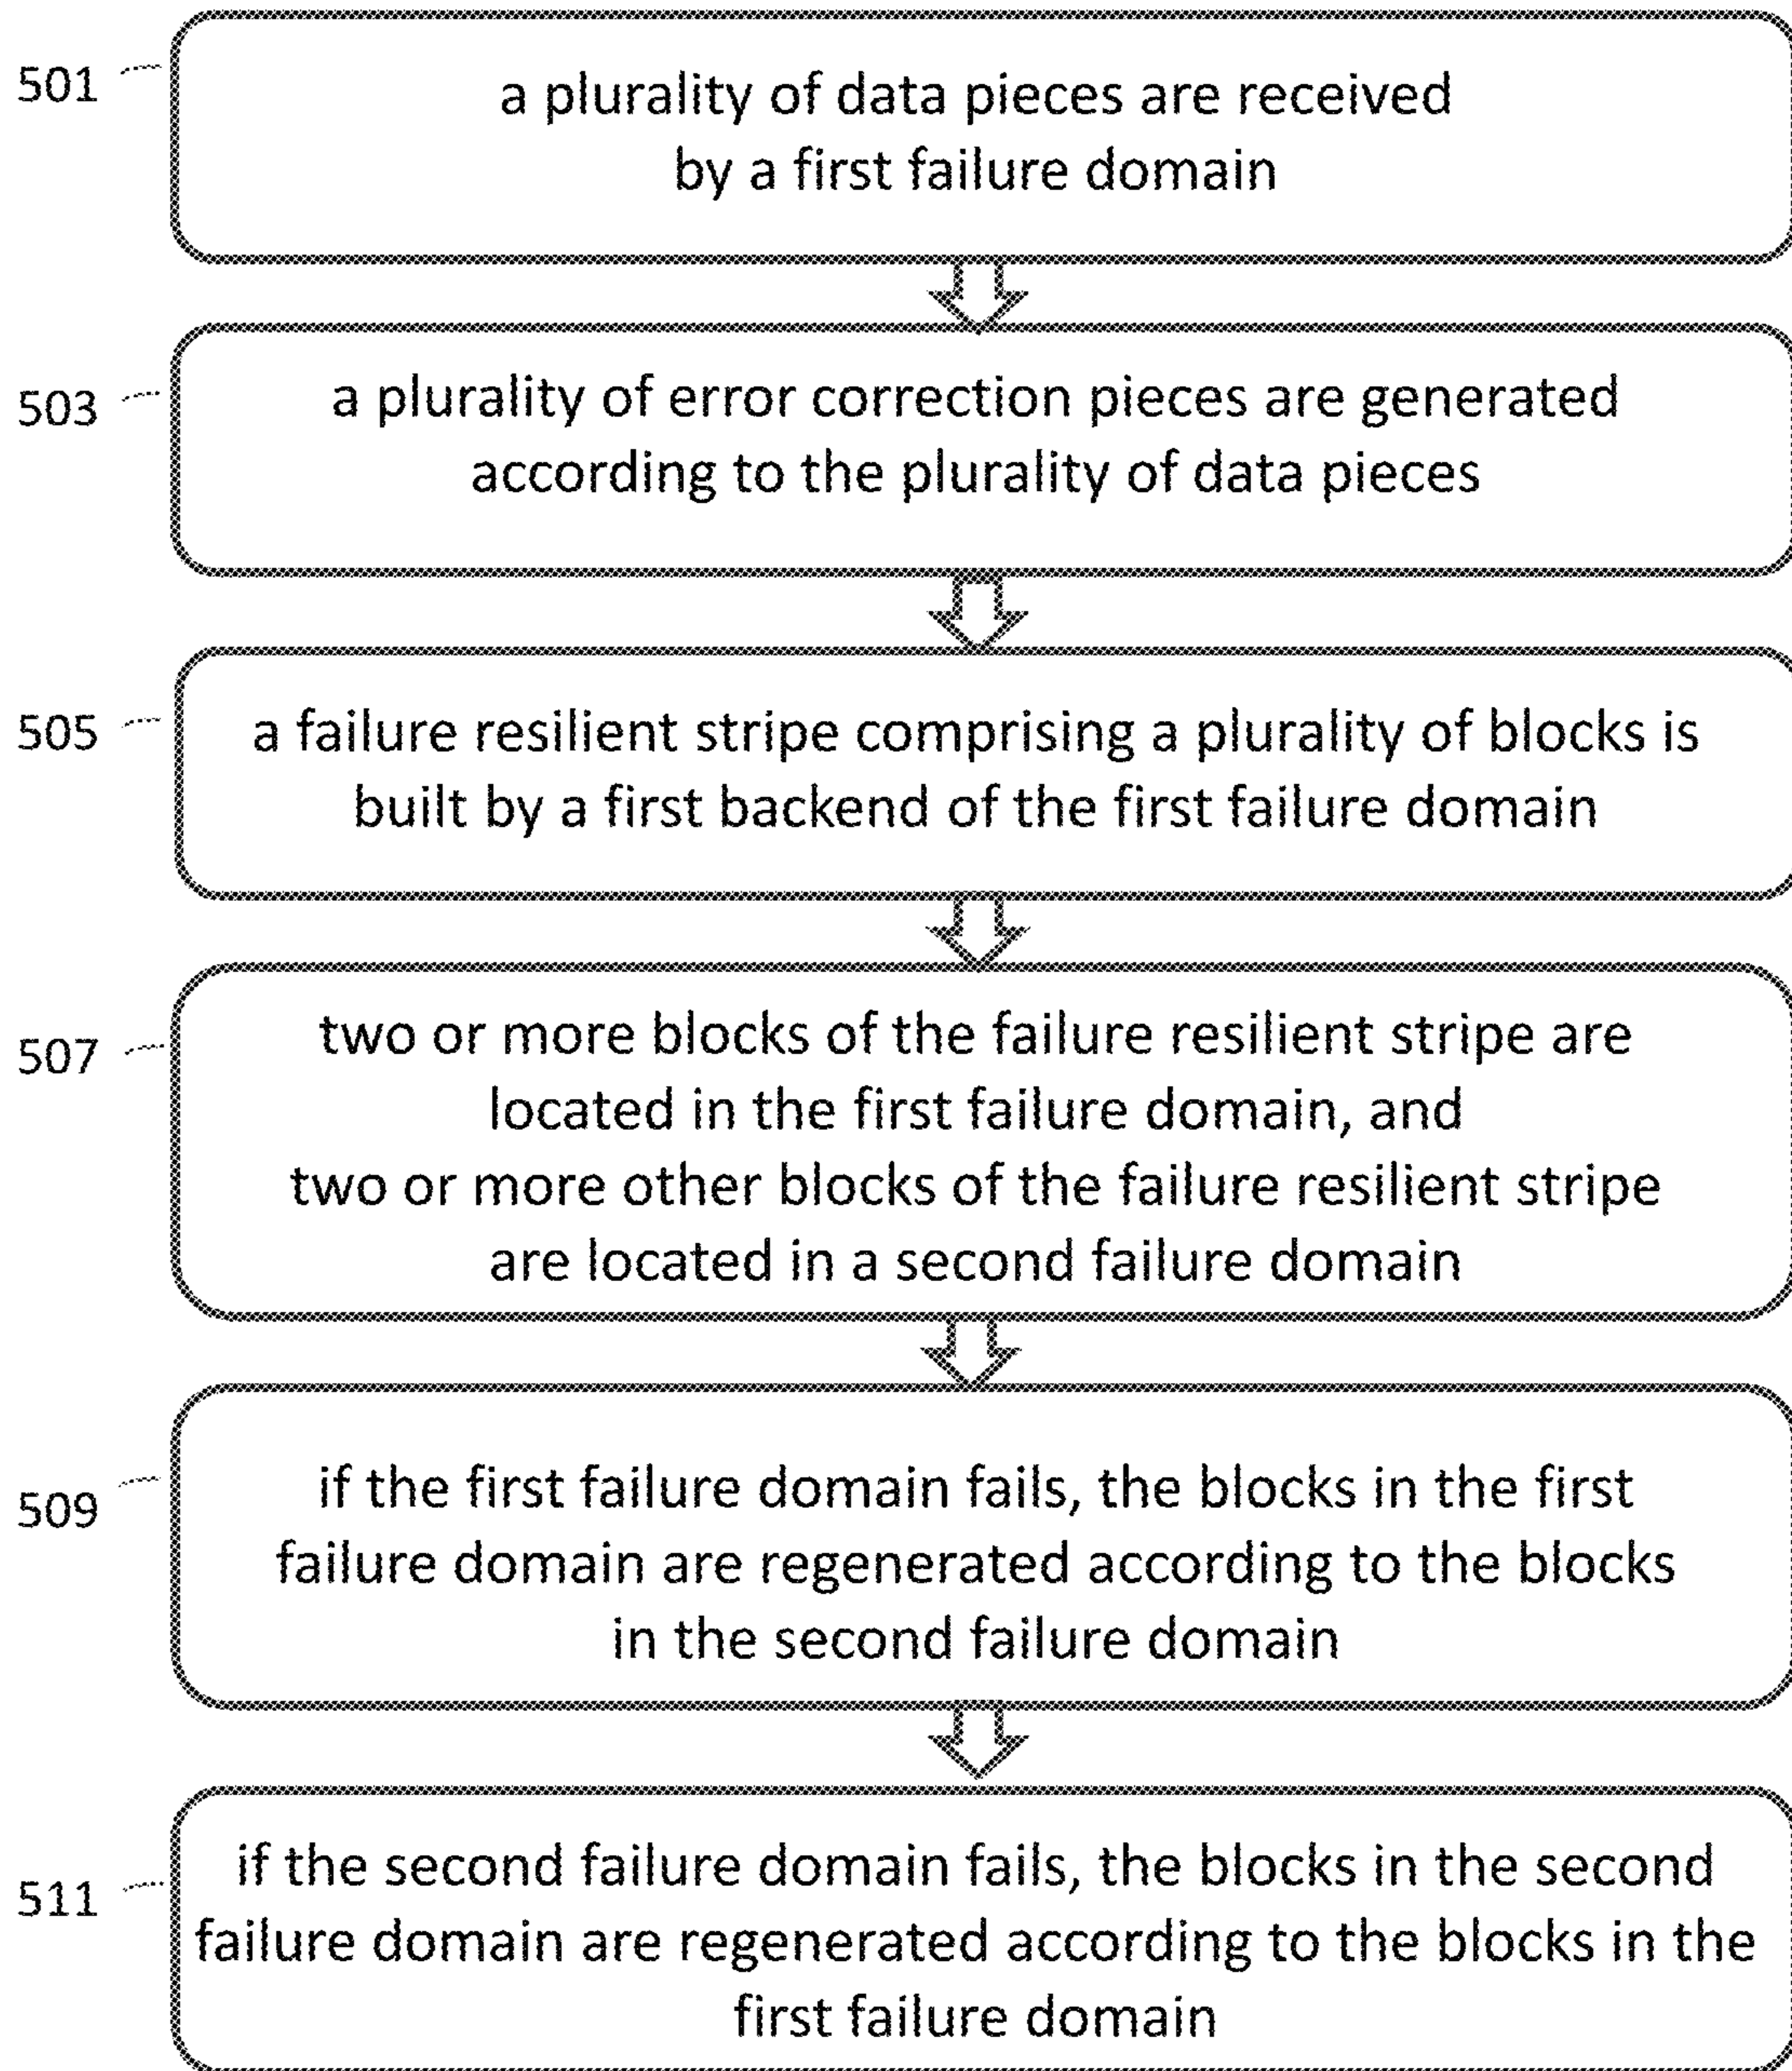 501
a plurality of data pieces are received
by a first failure domain
503
a plurality of error correction pieces are generated
according to the plurality of data pieces
505
a failure resilient stripe comprising a plurality of blocks is
built by a first backend of the first failure domain
507
two or more blocks of the failure resilient stripe are
located in the first failure domain, and
two or more other blocks of the failure resilient stripe
are located in a second failure domain
509
if the first failure domain fails, the blocks in the first
failure domain are regenerated according to the blocks
in the second failure domain
511
if the second failure domain fails, the blocks in the second
failure domain are regenerated according to the blocks in the
first failure domain